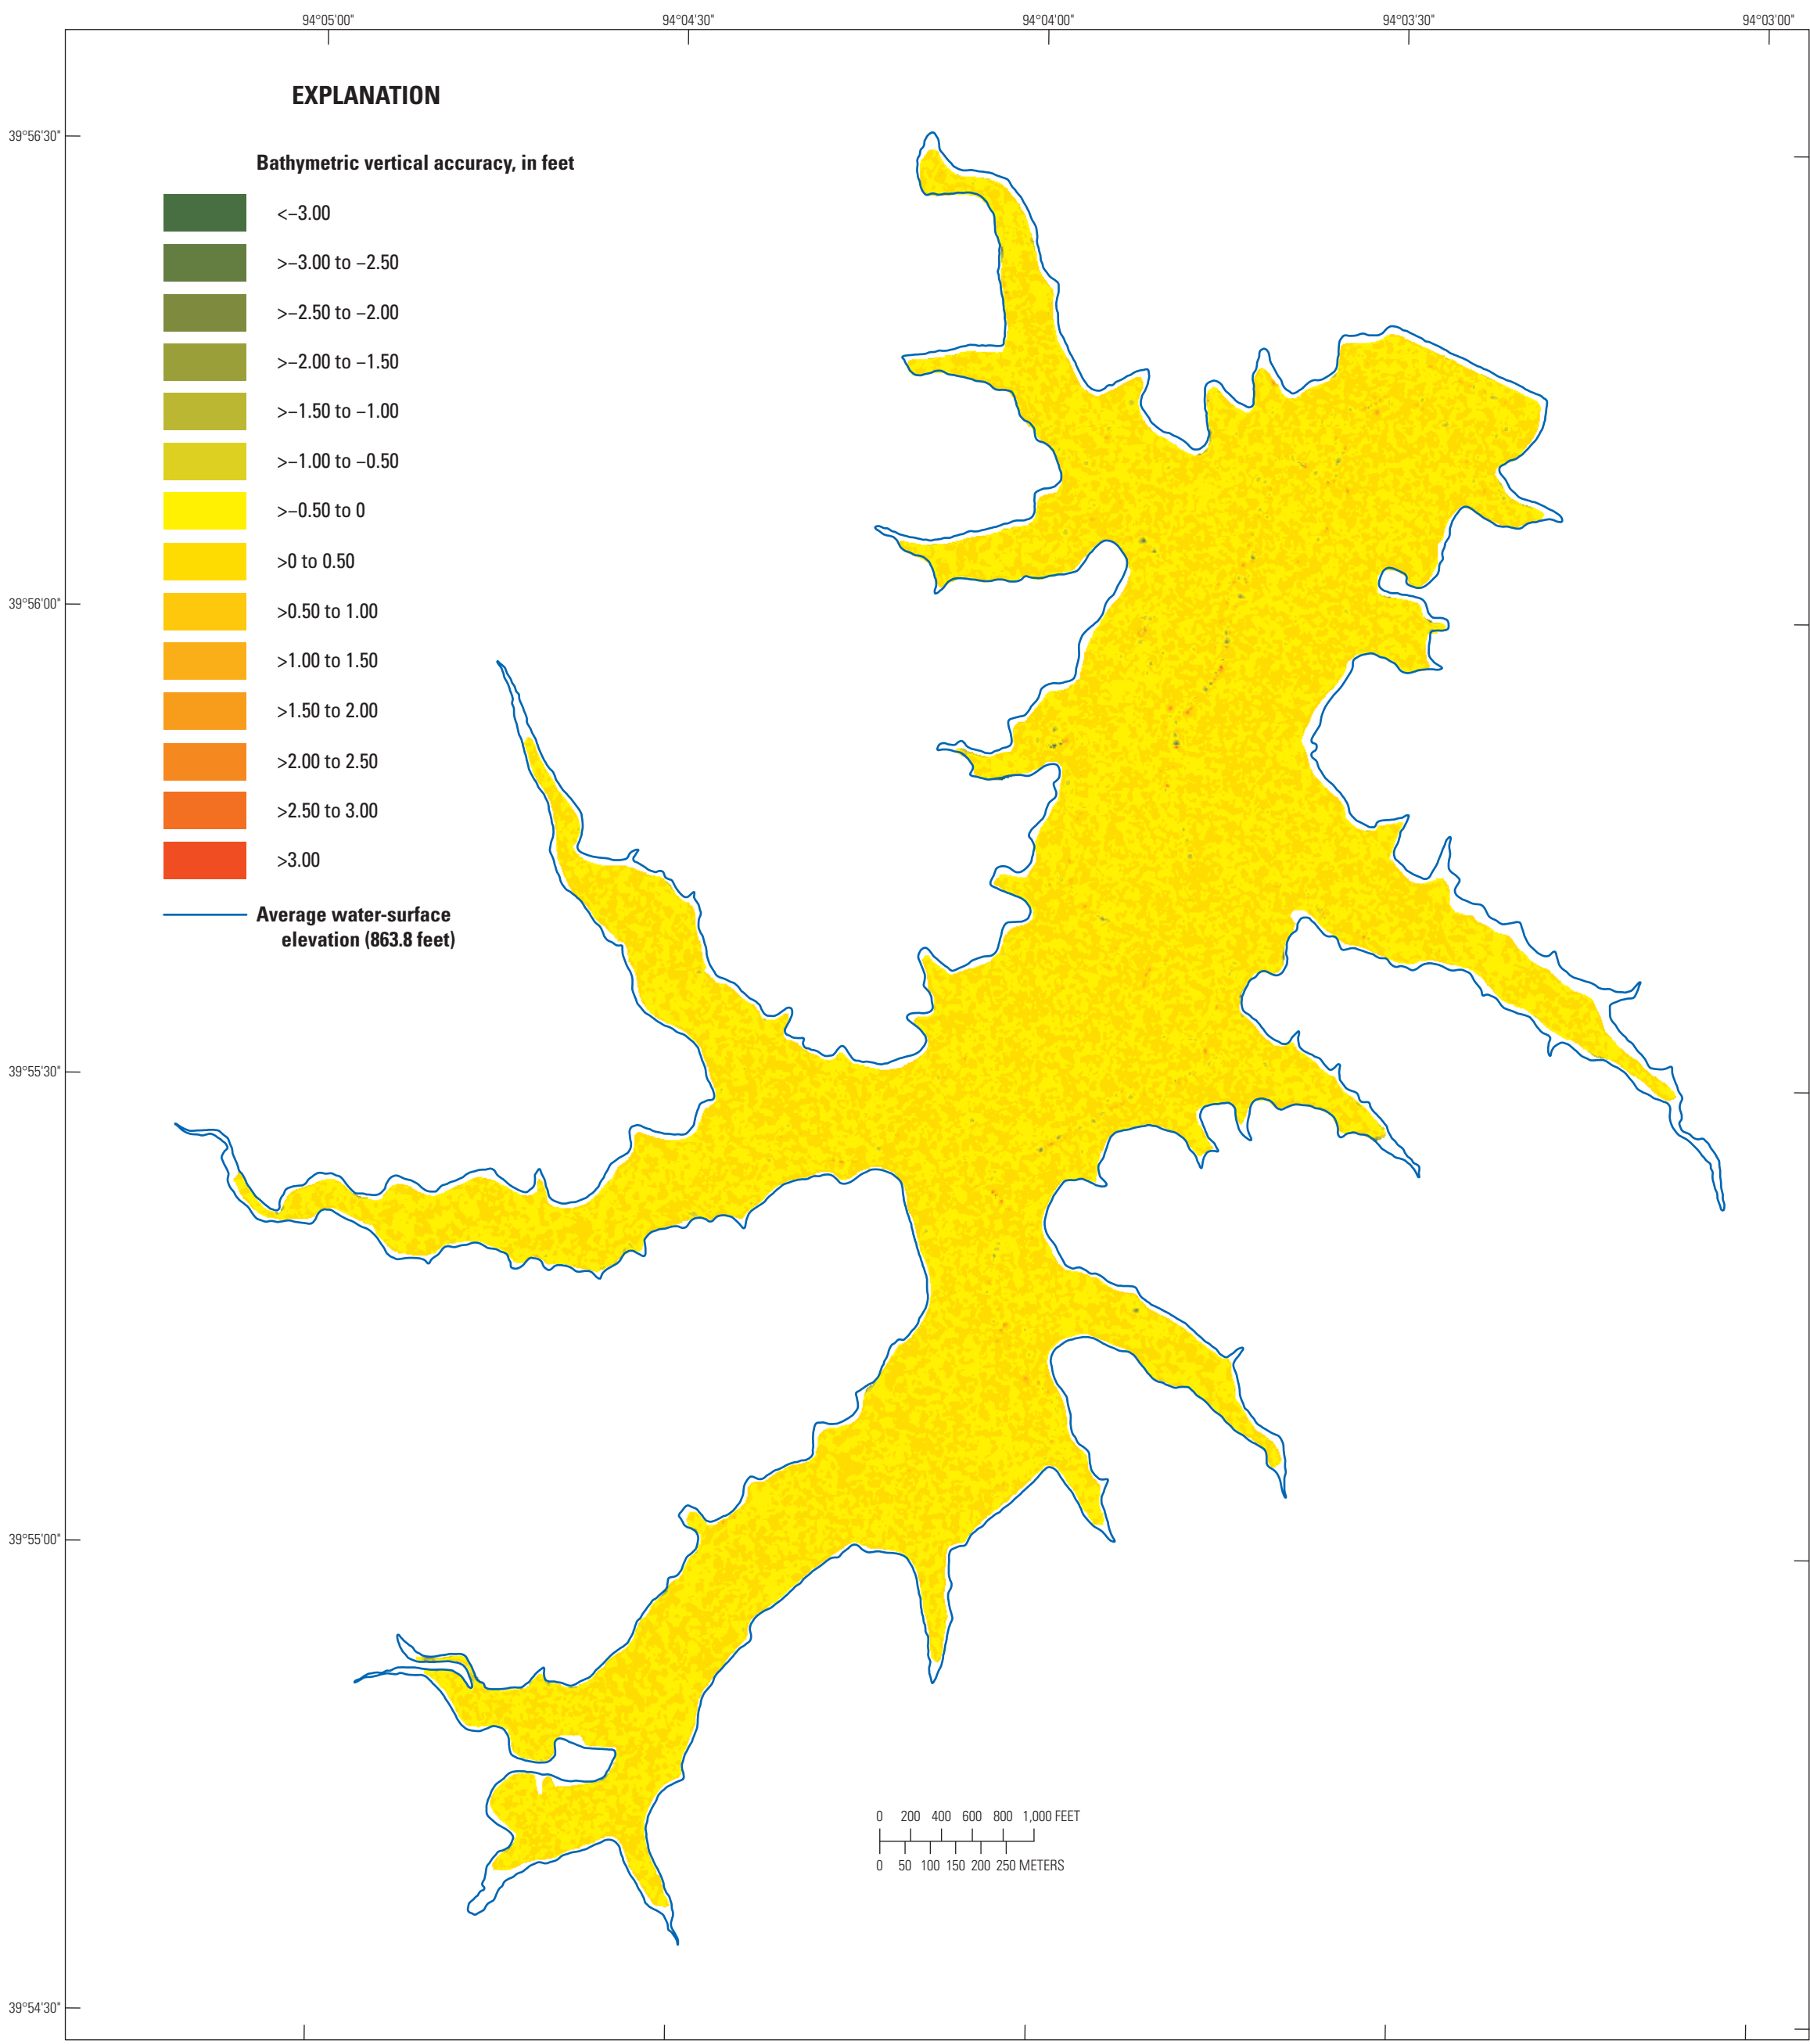 94°05'00" 94°04'30" 94°04'00" 94°03'30" 94°03'00"
EXPLANATION
39°56'30"
Bathymetric vertical accuracy, in feet
<−3.00
>−3.00 to −2.50
>−2.50 to −2.00
>−2.00 to −1.50
>−1.50 to −1.00
>−1.00 to −0.50
>−0.50 to 0
>0 to 0.50
39°56'00"
>0.50 to 1.00
>1.00 to 1.50
>1.50 to 2.00
>2.00 to 2.50
>2.50 to 3.00
>3.00
Average water-surface
elevation (863.8 feet)
39°55'30"
39°55'00"
0 200 400 600 800 1,000 FEET
0 50 100 150 200 250 METERS
39°54'30"